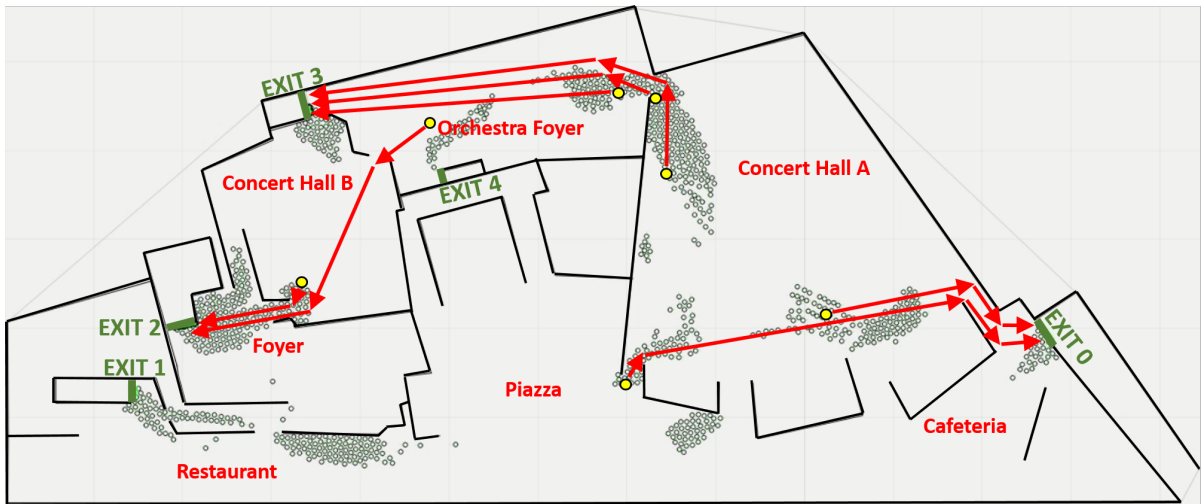 EXIT 3
Orchestra Foyer
Concert Hall B
EXIT 4
Concert Hall A
EXIT 2
Foyer
EXIT 0
EXIT 1
Piazza
Cafeteria
Restaurant